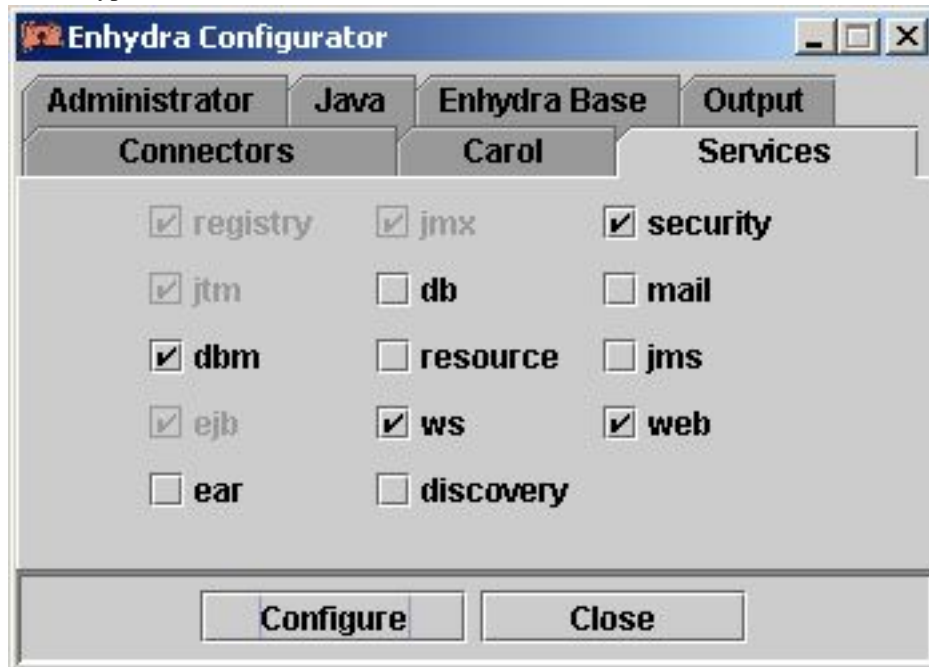 Enhydra Configurator
Administrator Java Enhydra Base Output
Connectors Carol Services
registry jmx security
jtm db mail
dbm resource jms
ejb ws web
ear discovery
Configure Close